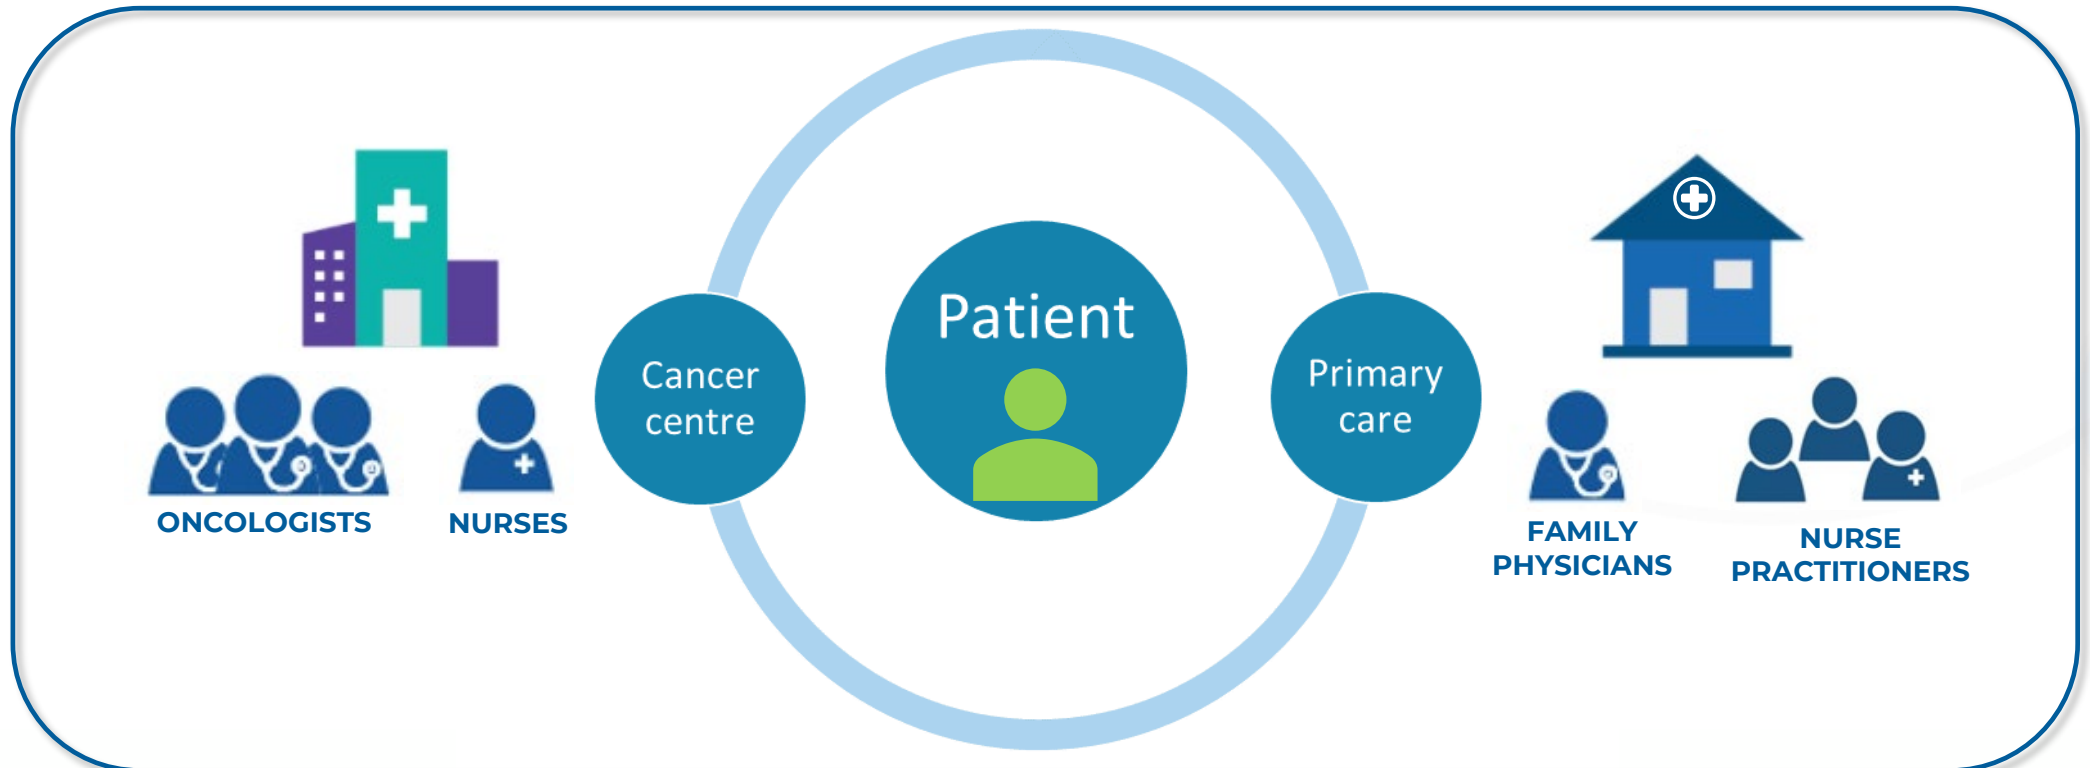 Patient
Cancer
centre
Primary
care
ONCOLOGISTS
NURSES
FAMILY
PHYSICIANS
NURSE
PRACTITIONERS